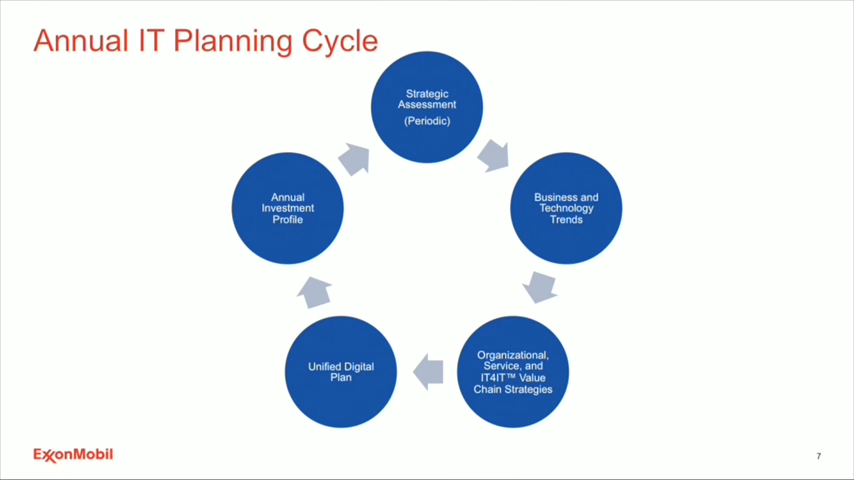 Annual IT Planning Cycle
Strategic
Assessment
(Periodic)
Business and
Technology
Trends
Organizational,
Service, and
IT4IT™ Value
Chain Strategies
Unified Digital
Plan
Annual
Investment
Profile
ExxonMobil
7